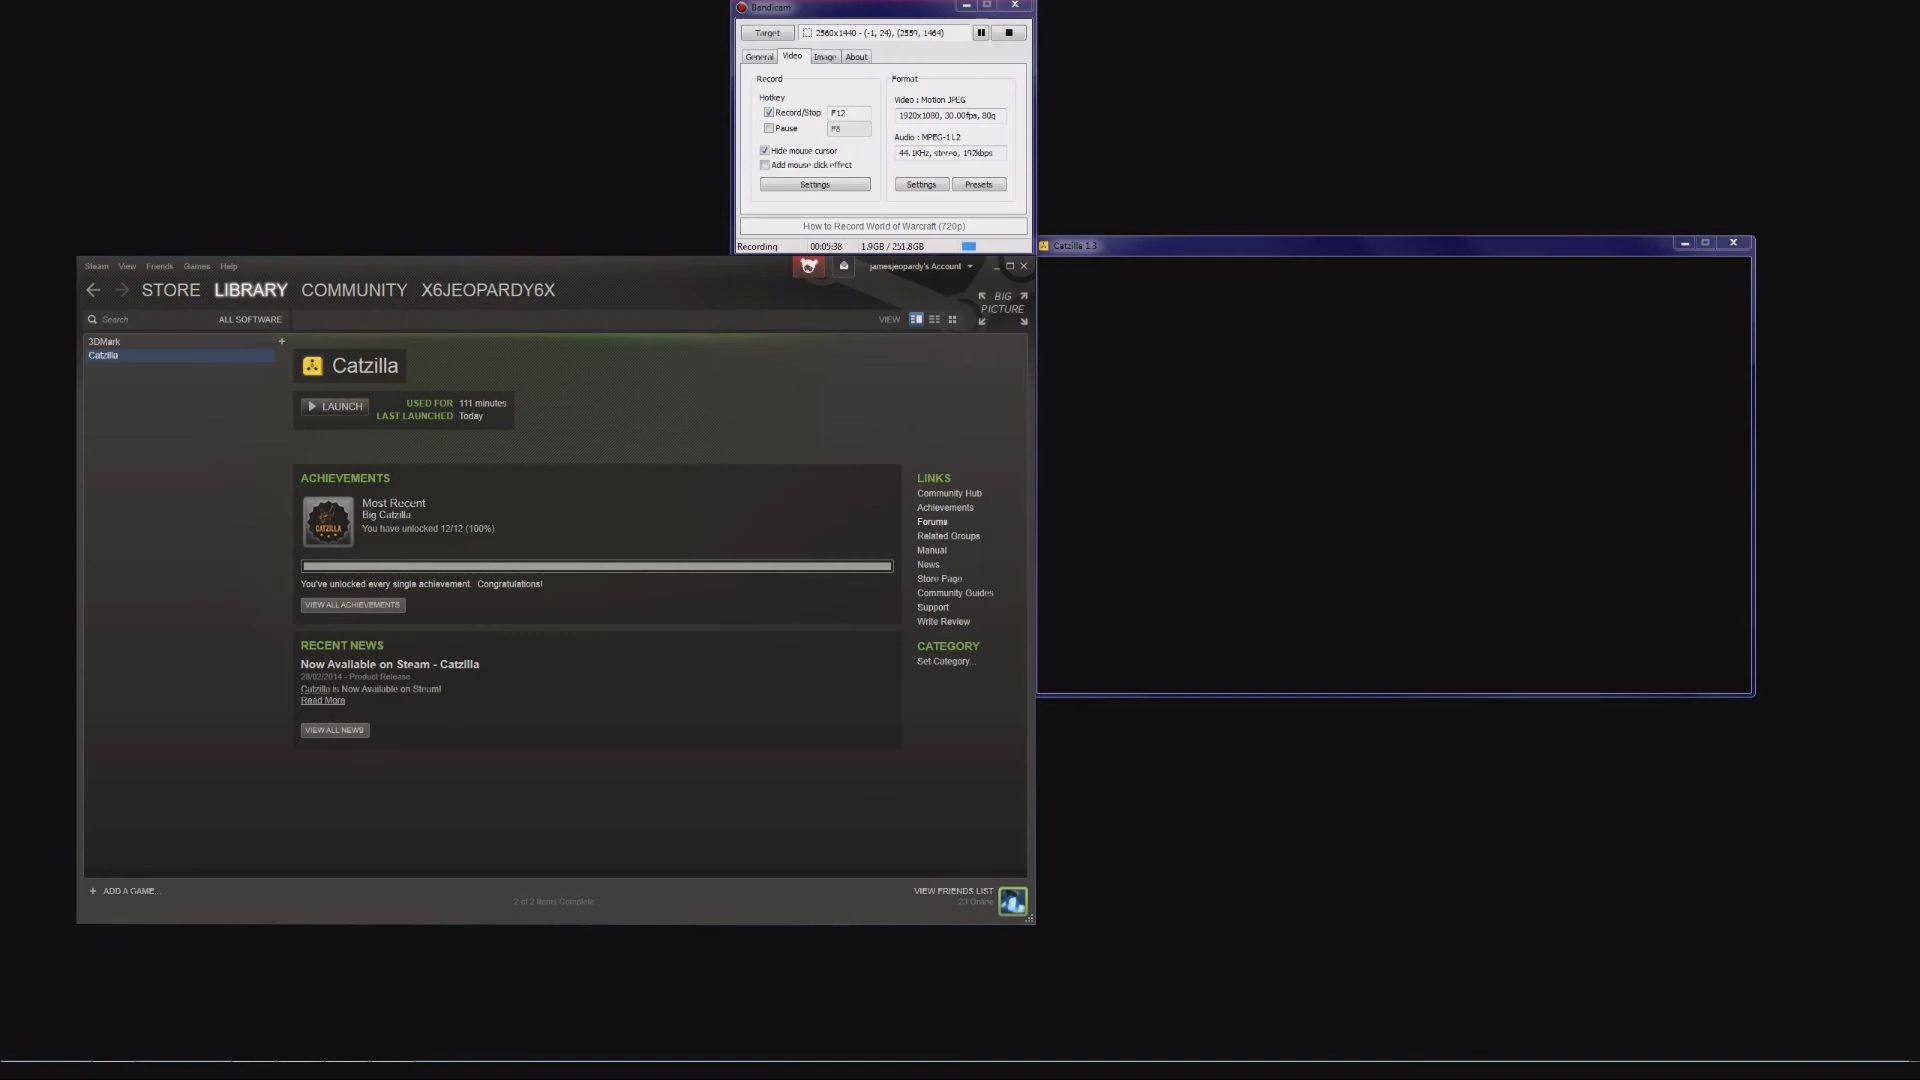 Bandicam
Target
2560x1440 - (-1, 24), (2559, 1464)
General Video Image About
Record
Hotkey
Record/Stop F12
Pause F8
Hide mouse cursor
Add mouse click effect
Settings
Format
Video : Motion JPEG
1920x1080, 30.00fps, 80q
Audio : MPEG-1 L2
44.1KHz, stereo, 192kbps
Settings Presets
How to Record World of Warcraft (720p)
Recording 00:05:38 1.9GB / 251.8GB
Catzilla 1.3
Steam View Friends Games Help
jamesjeopardy's Account
STORE LIBRARY COMMUNITY X6JEOPARDY6X
BIG
PICTURE
Search ALL SOFTWARE
VIEW
3DMark
Catzilla
Catzilla
LAUNCH
USED FOR 111 minutes
LAST LAUNCHED Today
ACHIEVEMENTS
CATZILLA
Most Recent
Big Catzilla
You have unlocked 12/12 (100%)
You've unlocked every single achievement. Congratulations!
VIEW ALL ACHIEVEMENTS
RECENT NEWS
Now Available on Steam - Catzilla
28/02/2014 - Product Release
Catzilla is Now Available on Steam!
Read More
VIEW ALL NEWS
LINKS
Community Hub
Achievements
Forums
Related Groups
Manual
News
Store Page
Community Guides
Support
Write Review
CATEGORY
Set Category...
+ ADD A GAME...
2 of 2 Items Complete
VIEW FRIENDS LIST
23 Online